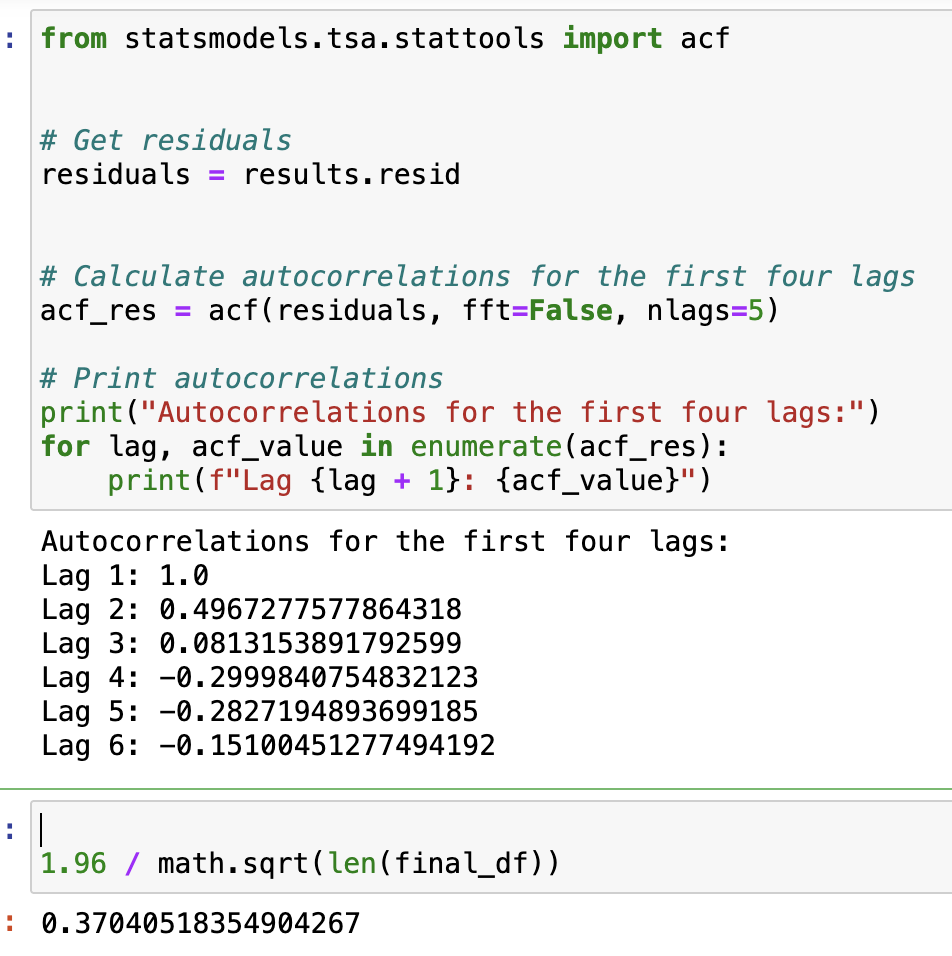 : from statsmodels.tsa.stattools import acf
# Get residuals
residuals = results.resid
# Calculate autocorrelations for the first four lags
acf_res = acf(residuals, fft=False, nlags=5)
# Print autocorrelations
print("Autocorrelations for the first four lags:")
for lag, acf_value in enumerate(acf_res):
    print(f"Lag {lag + 1}: {acf_value}")
Autocorrelations for the first four lags:
Lag 1: 1.0
Lag 2: 0.4967277577864318
Lag 3: 0.0813153891792599
Lag 4: -0.2999840754832123
Lag 5: -0.2827194893699185
Lag 6: -0.15100451277494192
:
1.96 / math.sqrt(len(final_df))
: 0.37040518354904267